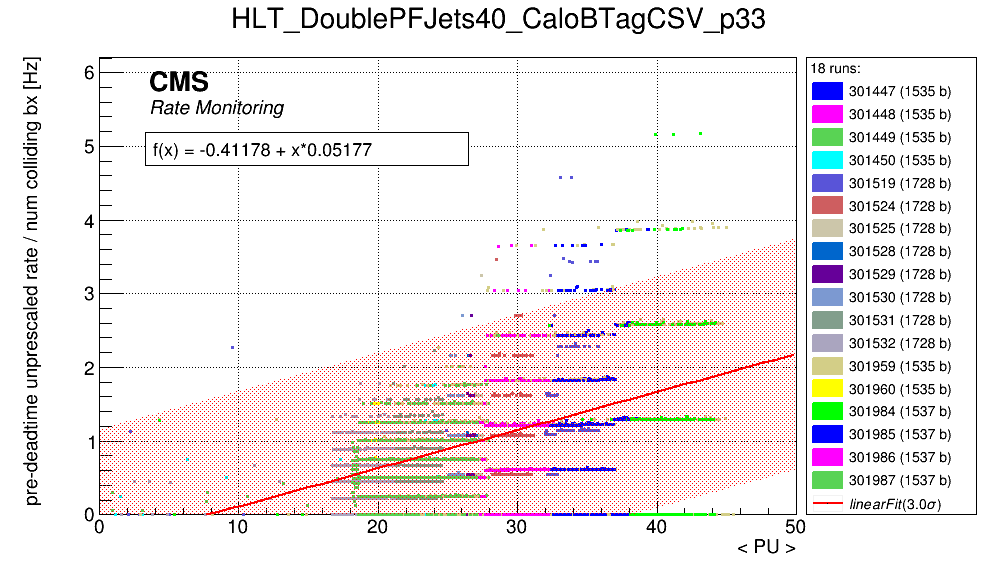 HLT_DoublePFJets40_CaloBTagCSV_p33
pre-deadtime unprescaled rate / num colliding bx [Hz]
6
5
4
3
2
1
0
CMS
Rate Monitoring
f(x) = -0.41178 + x*0.05177
0 10 20 30 40 50
< PU >
18 runs:
301447 (1535 b)
301448 (1535 b)
301449 (1535 b)
301450 (1535 b)
301519 (1728 b)
301524 (1728 b)
301525 (1728 b)
301528 (1728 b)
301529 (1728 b)
301530 (1728 b)
301531 (1728 b)
301532 (1728 b)
301959 (1535 b)
301960 (1535 b)
301984 (1537 b)
301985 (1537 b)
301986 (1537 b)
301987 (1537 b)
linearFit(3.0σ)